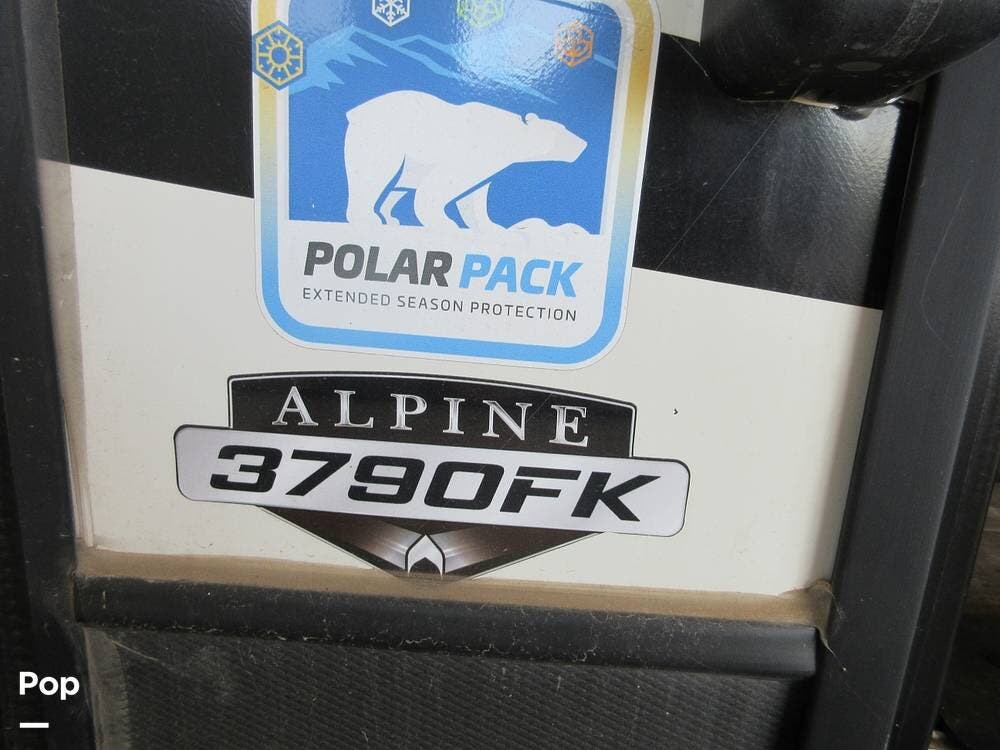 POLAR PACK
EXTENDED SEASON PROTECTION
ALPINE
3790FK
Pop